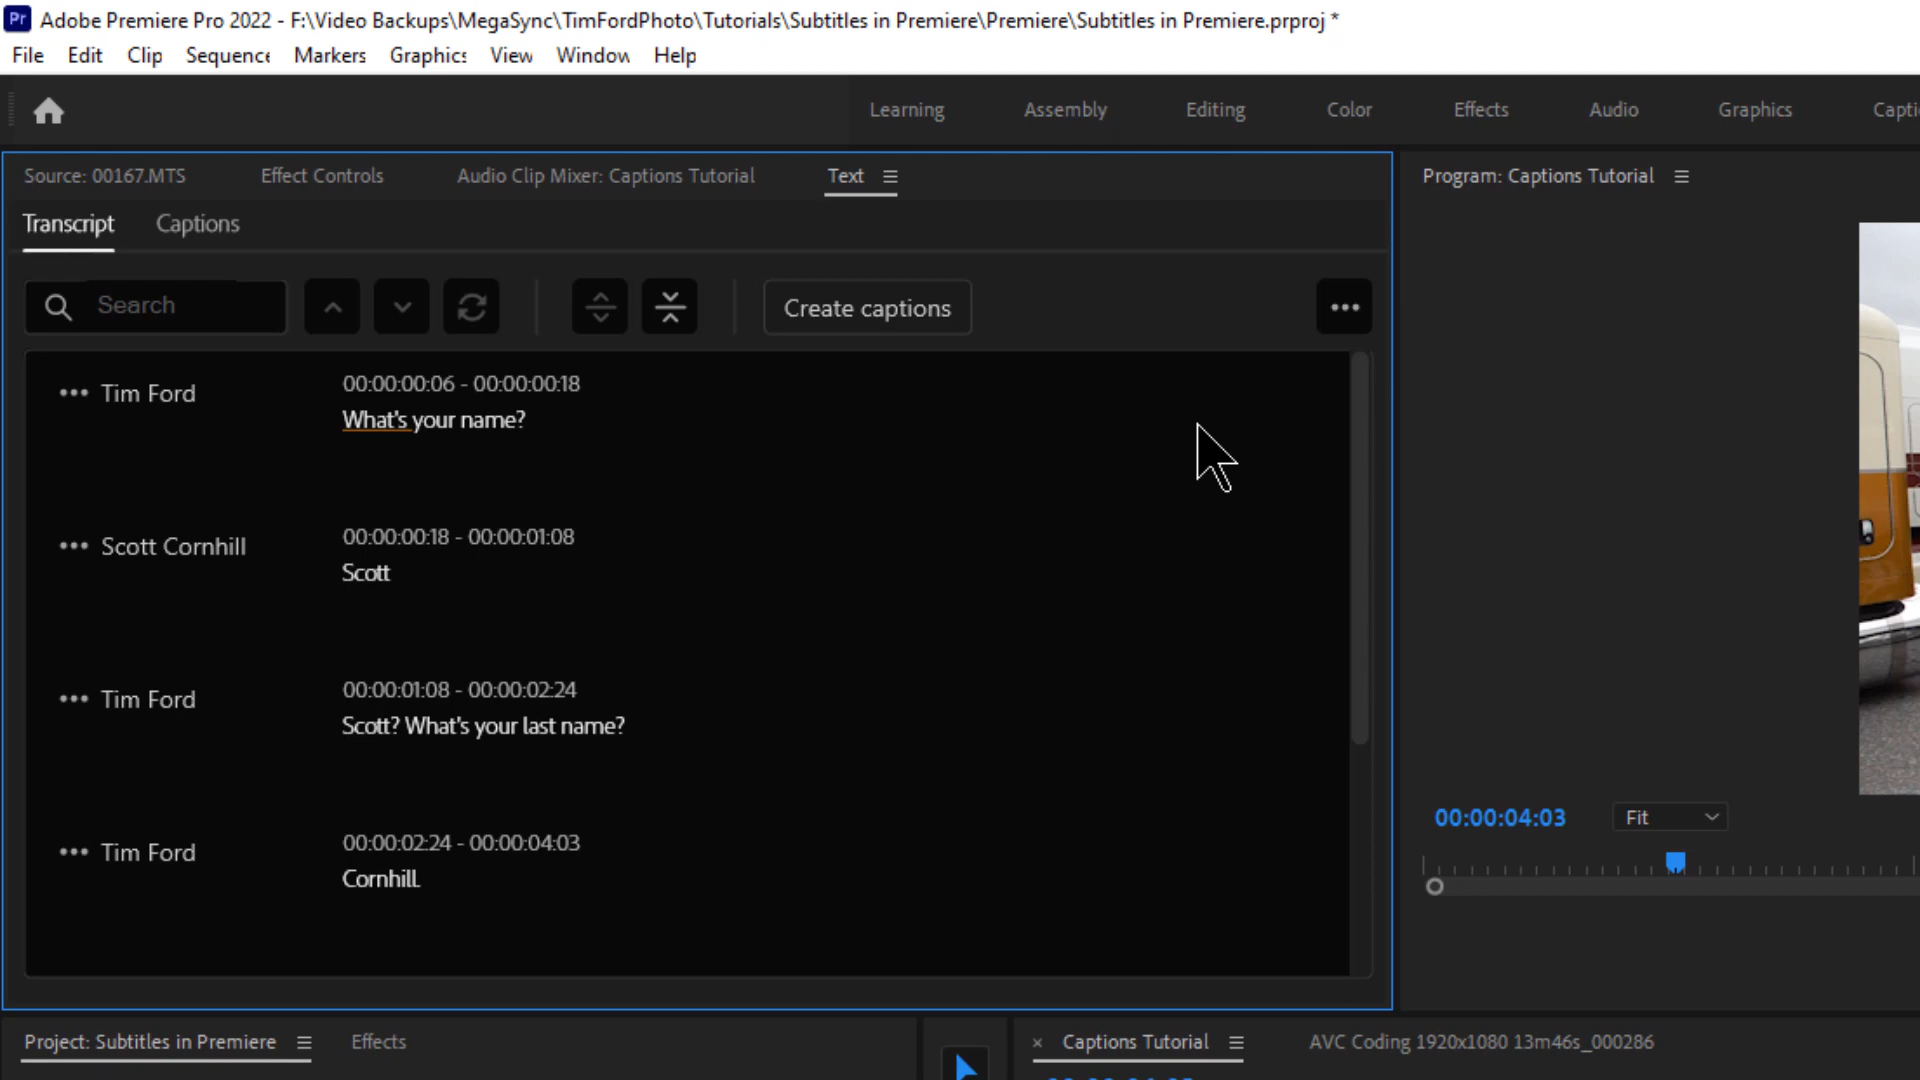 Pr Adobe Premiere Pro 2022 - F:\Video Backups\MegaSync\TimFordPhoto\Tutorials\Subtitles in Premiere\Premiere\Subtitles in Premiere.prproj *
File Edit Clip Sequence Markers Graphics View Window Help
Learning Assembly Editing Color Effects Audio Graphics Capti
Source: 00167.MTS Effect Controls Audio Clip Mixer: Captions Tutorial Text
Program: Captions Tutorial
Transcript Captions
Search Create captions
Tim Ford 00:00:00:06 - 00:00:00:18
What's your name?
Scott Cornhill 00:00:00:18 - 00:00:01:08
Scott
Tim Ford 00:00:01:08 - 00:00:02:24
Scott? What's your last name?
Tim Ford 00:00:02:24 - 00:00:04:03
Cornhill.
00:00:04:03 Fit
Project: Subtitles in Premiere Effects
× Captions Tutorial AVC Coding 1920x1080 13m46s_000286